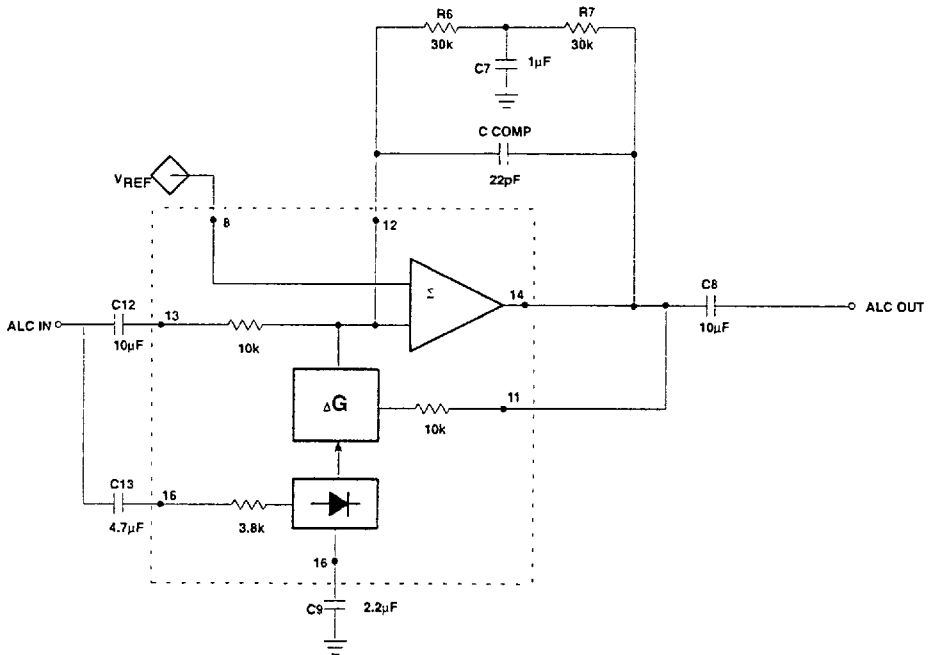 R6
R7
30k
30k
C7
1µF
C COMP
22pF
VREF
8
12
Σ
14
C8
10µF
ALC OUT
ALC IN
C12
10µF
13
10k
ΔG
11
10k
C13
4.7µF
16
3.8k
16
C9
2.2µF